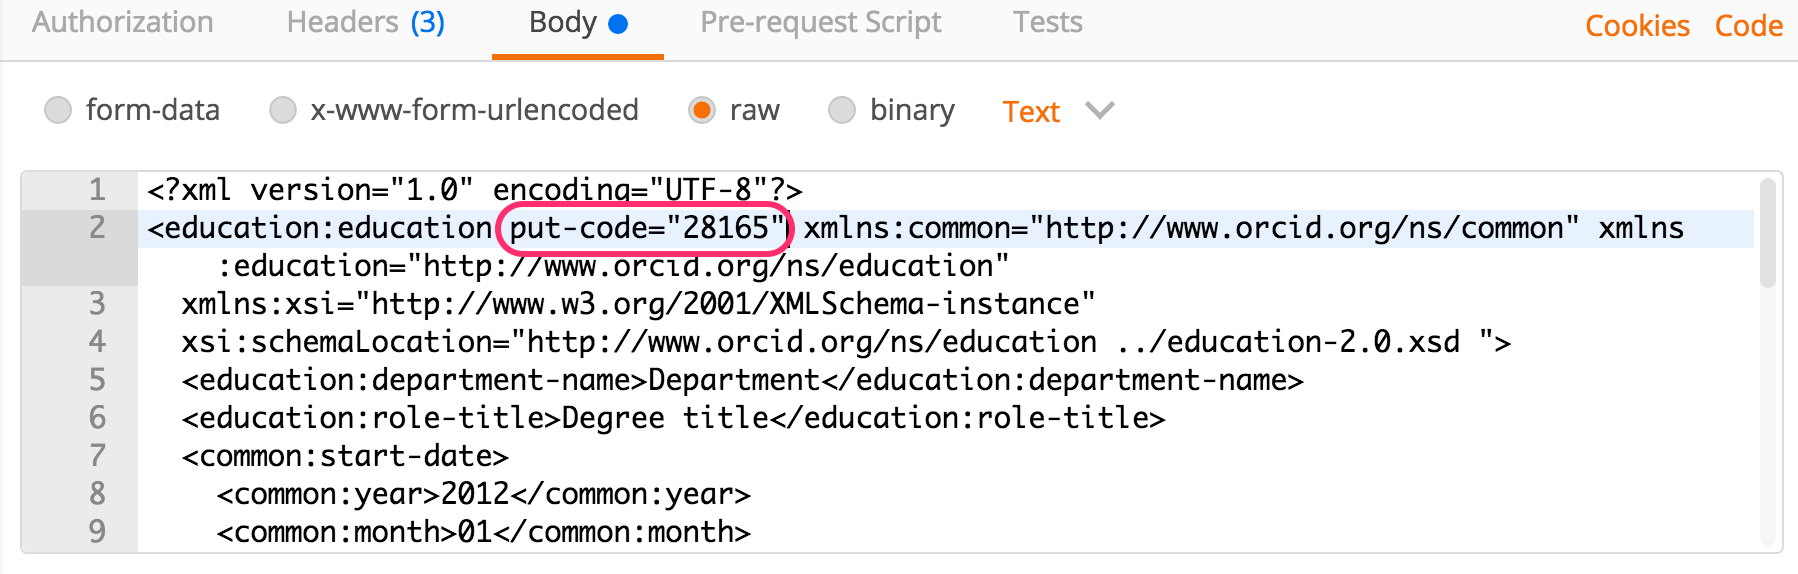 Authorization Headers (3) Body Pre-request Script Tests Cookies Code
form-data x-www-form-urlencoded raw binary Text
1 <?xml version="1.0" encoding="UTF-8"?>
2 <education:education put-code="28165" xmlns:common="http://www.orcid.org/ns/common" xmlns
:education="http://www.orcid.org/ns/education"
3 xmlns:xsi="http://www.w3.org/2001/XMLSchema-instance"
4 xsi:schemaLocation="http://www.orcid.org/ns/education ../education-2.0.xsd ">
5 <education:department-name>Department</education:department-name>
6 <education:role-title>Degree title</education:role-title>
7 <common:start-date>
8 <common:year>2012</common:year>
9 <common:month>01</common:month>